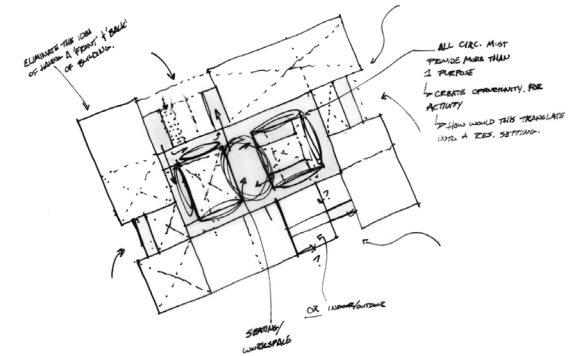 ELIMINATE THE IDEA
OF HAVING A 'FRONT' & 'BACK'
OF BUILDING.
ALL CIRC. MUST
PROVIDE MORE THAN
1 PURPOSE
↳ CREATE OPPORTUNITY FOR
ACTIVITY
↳ HOW WOULD THIS TRANSLATE
INTO A RES. SETTING.
?
?
OR INDOOR/OUTDOOR
SEATING/
WORKSPACE